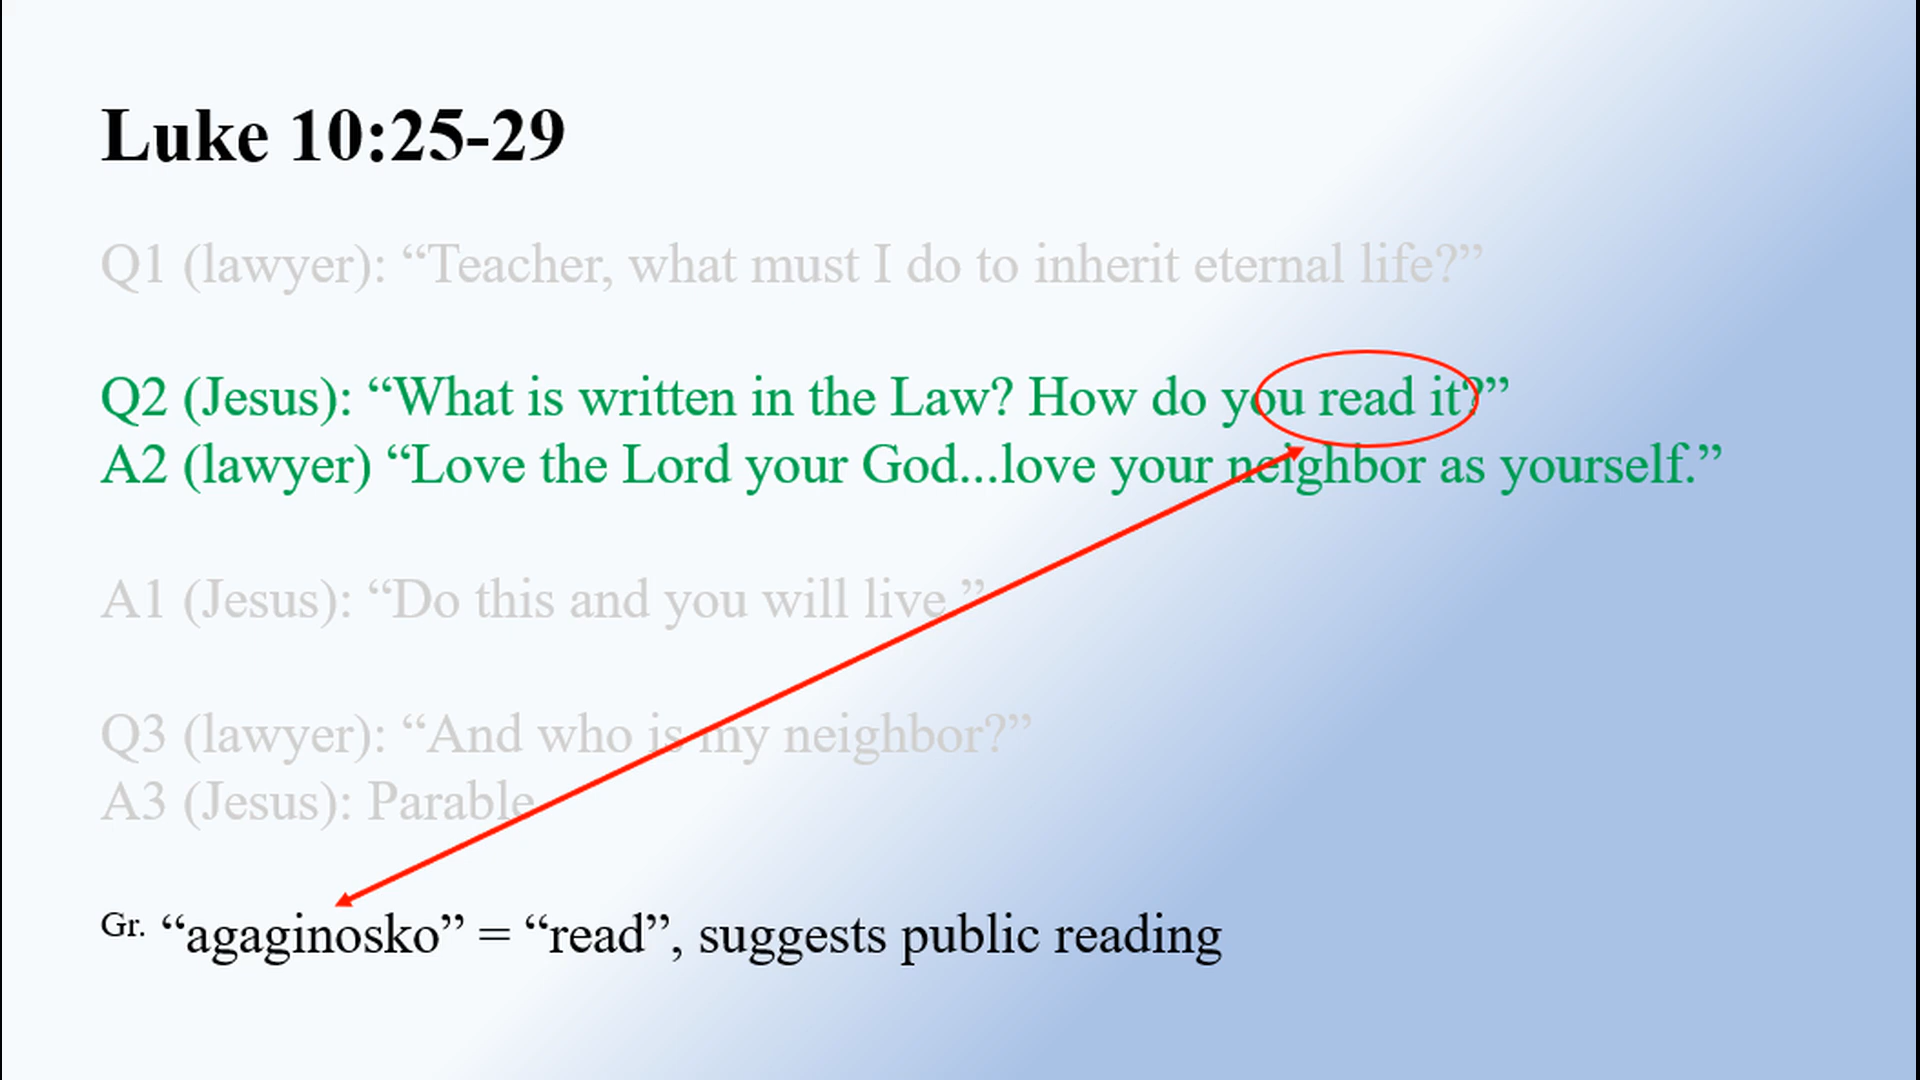 Luke 10:25-29
Q1 (lawyer): “Teacher, what must I do to inherit eternal life?”
Q2 (Jesus): “What is written in the Law? How do you read it?”
A2 (lawyer) “Love the Lord your God...love your neighbor as yourself.”
A1 (Jesus): “Do this and you will live.”
Q3 (lawyer): “And who is my neighbor?”
A3 (Jesus): Parable
Gr. “agaginosko” = “read”, suggests public reading